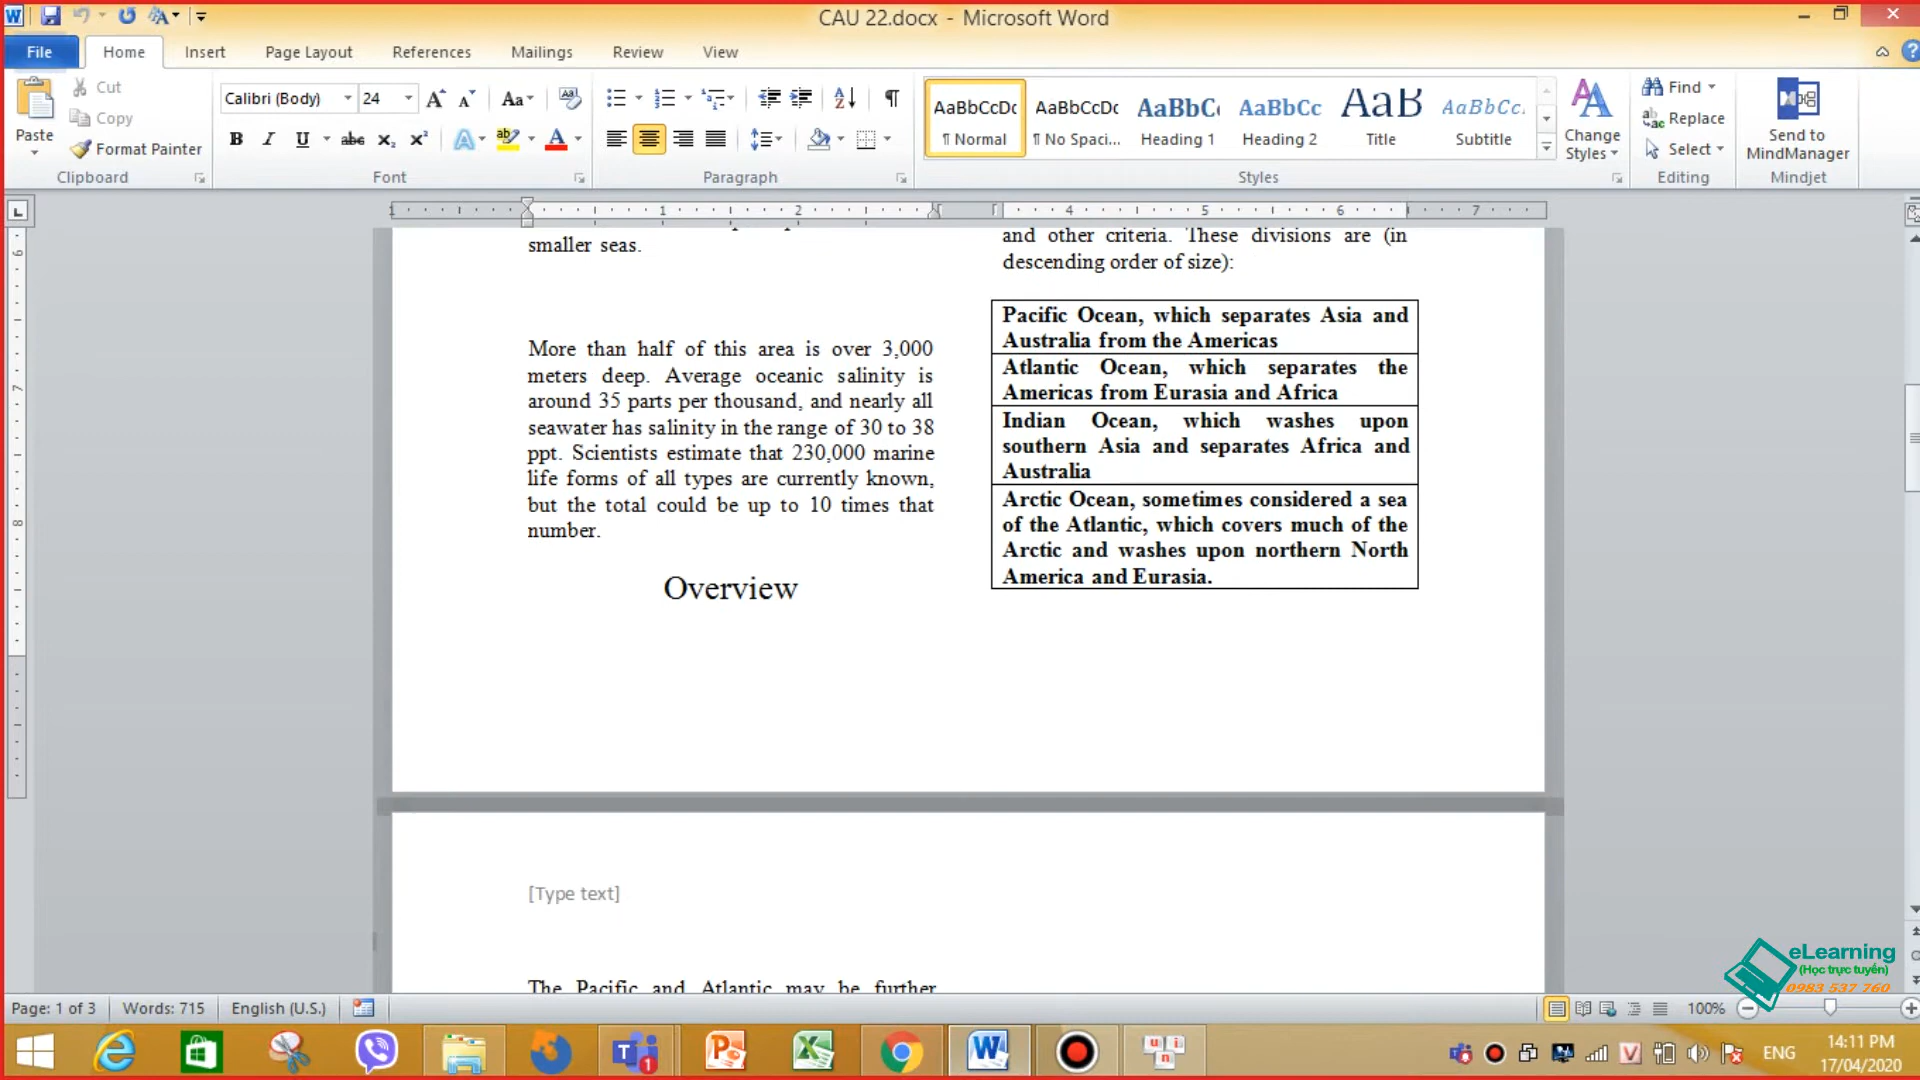 CAU 22.docx - Microsoft Word
File Home Insert Page Layout References Mailings Review View
Paste
Cut
Copy
Format Painter
Clipboard
Calibri (Body) 24
Font
Paragraph
AaBbCcDc AaBbCcDc AaBbC AaBbCc AaB AaBbCc.
¶ Normal ¶ No Spaci... Heading 1 Heading 2 Title Subtitle
Change
Styles
Styles
Find
Replace
Select
Editing
Send to
MindManager
Mindjet
1 1 2 4 5 6 7
smaller seas.
More than half of this area is over 3,000
meters deep. Average oceanic salinity is
around 35 parts per thousand, and nearly all
seawater has salinity in the range of 30 to 38
ppt. Scientists estimate that 230,000 marine
life forms of all types are currently known,
but the total could be up to 10 times that
number.
Overview
and other criteria. These divisions are (in
descending order of size):
Pacific Ocean, which separates Asia and
Australia from the Americas
Atlantic Ocean, which separates the
Americas from Eurasia and Africa
Indian Ocean, which washes upon
southern Asia and separates Africa and
Australia
Arctic Ocean, sometimes considered a sea
of the Atlantic, which covers much of the
Arctic and washes upon northern North
America and Eurasia.
[Type text]
The Pacific and Atlantic may be further
eLearning
(Học trực tuyến)
0983 537 760
Page: 1 of 3 Words: 715 English (U.S.) 100%
ENG
14:11 PM
17/04/2020